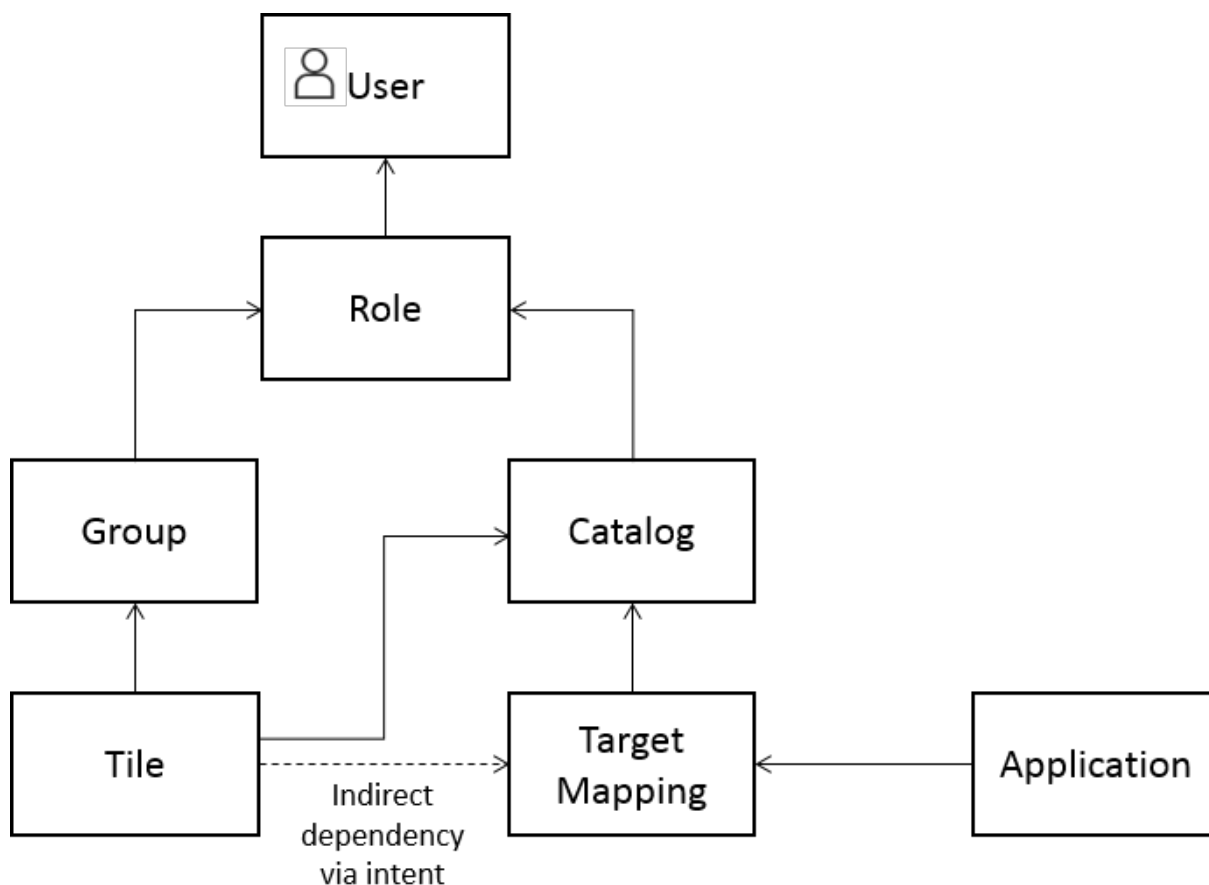 User
Role
Group
Catalog
Tile
Target
Mapping
Application
Indirect
dependency
via intent